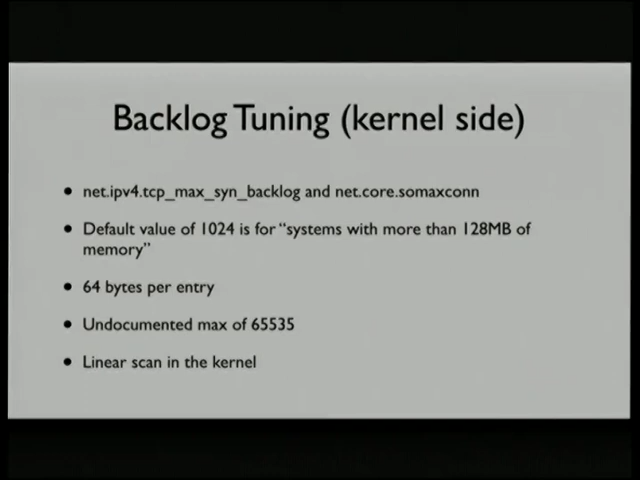 Backlog Tuning (kernel side)
• net.ipv4.tcp_max_syn_backlog and net.core.somaxconn
• Default value of 1024 is for “systems with more than 128MB of
memory”
• 64 bytes per entry
• Undocumented max of 65535
• Linear scan in the kernel